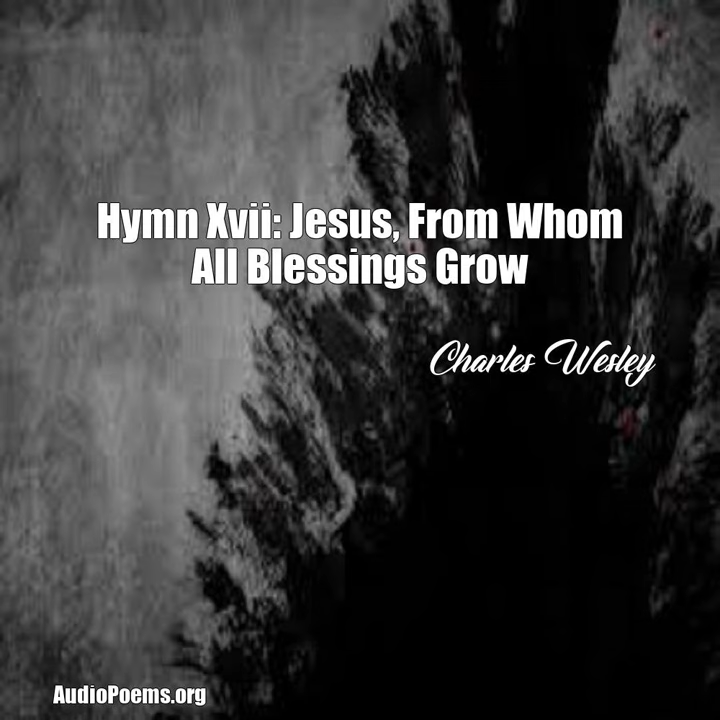 Hymn Xvii: Jesus, From Whom
All Blessings Grow
Charles Wesley
AudioPoems.org